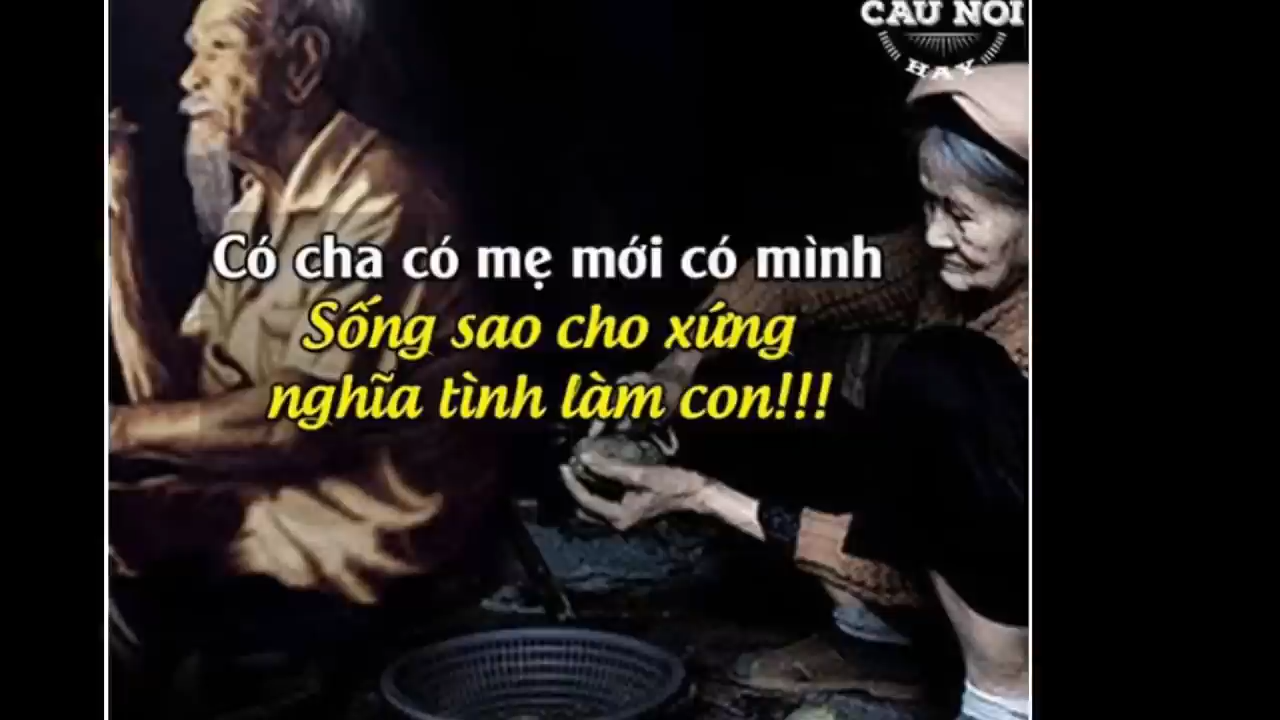 CÂU NÓI
HAY
Có cha có mẹ mới có mình
Sống sao cho xứng
nghĩa tình làm con!!!